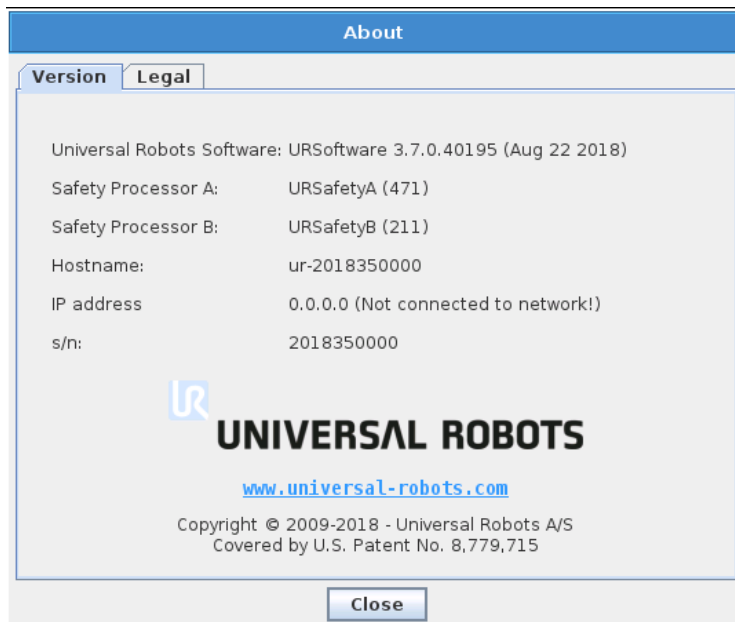 About
Version Legal
Universal Robots Software: URSoftware 3.7.0.40195 (Aug 22 2018)
Safety Processor A: URSafetyA (471)
Safety Processor B: URSafetyB (211)
Hostname: ur-2018350000
IP address 0.0.0.0 (Not connected to network!)
s/n: 2018350000
UR
UNIVERSAL ROBOTS
www.universal-robots.com
Copyright © 2009-2018 - Universal Robots A/S
Covered by U.S. Patent No. 8,779,715
Close